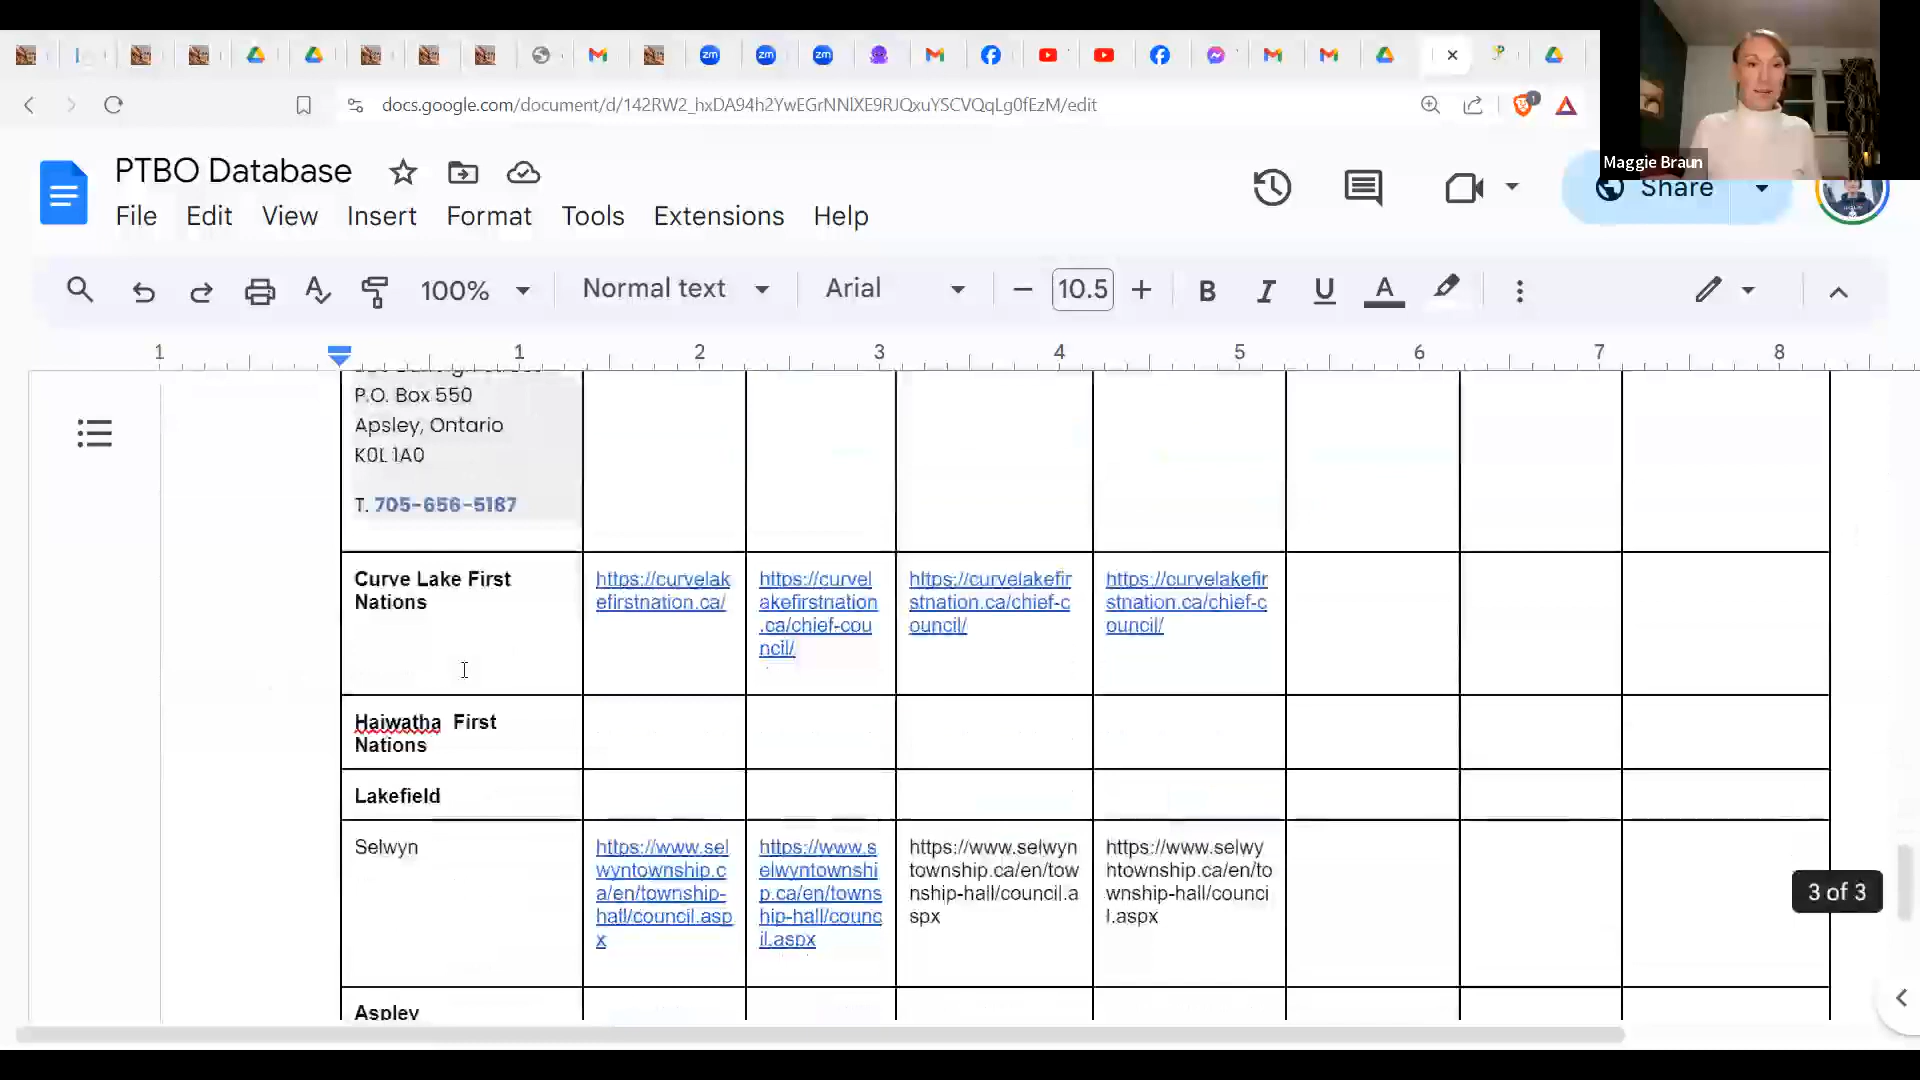 zm
zm
zm
docs.google.com/document/d/142RW2_hxDA94h2YwEGrNNlXE9RJQxuYSCVQqLg0fEzM/edit
1
Maggie Braun
PTBO Database
Share
File Edit View Insert Format Tools Extensions Help
100% Normal text Arial 10.5 B I U A
1 1 2 3 4 5 6 7 8
P.O. Box 550
Apsley, Ontario
K0L 1A0
T. 705-656-5187
Curve Lake First
Nations
https://curvelak
efirstnation.ca/
https://curvel
akefirstnation
.ca/chief-cou
ncil/
https://curvelakefir
stnation.ca/chief-c
ouncil/
https://curvelakefir
stnation.ca/chief-c
ouncil/
Haiwatha First
Nations
Lakefield
Selwyn
https://www.sel
wyntownship.c
a/en/township-
hall/council.asp
x
https://www.s
elwyntownshi
p.ca/en/towns
hip-hall/counc
il.aspx
https://www.selwyn
township.ca/en/tow
nship-hall/council.a
spx
https://www.selwy
htownship.ca/en/to
wnship-hall/counci
l.aspx
3 of 3
Aspley